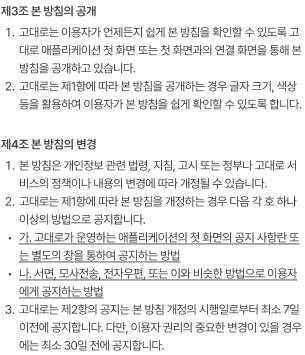 제3조 본 방침의 공개
1. 고대로는 이용자가 언제든지 쉽게 본 방침을 확인할 수 있도록 고
대로 애플리케이션 첫 화면 또는 첫 화면과의 연결 화면을 통해 본
방침을 공개하고 있습니다.
2. 고대로는 제1항에 따라 본 방침을 공개하는 경우 글자 크기, 색상
등을 활용하여 이용자가 본 방침을 쉽게 확인할 수 있도록 합니다.
제4조 본 방침의 변경
1. 본 방침은 개인정보 관련 법령, 지침, 고시 또는 정부나 고대로 서
비스의 정책이나 내용의 변경에 따라 개정될 수 있습니다.
2. 고대로는 제1항에 따라 본 방침을 개정하는 경우 다음 각 호 하나
이상의 방법으로 공지합니다.
• 가. 고대로가 운영하는 애플리케이션의 첫 화면의 공지 사항란 또
는 별도의 창을 통하여 공지하는 방법
• 나. 서면, 모사전송, 전자우편, 또는 이와 비슷한 방법으로 이용자
에게 공지하는 방법
3. 고대로는 제2항의 공지는 본 방침 개정의 시행일로부터 최소 7일
이전에 공지합니다. 다만, 이용자 권리의 중요한 변경이 있을 경우
에는 최소 30일 전에 공지합니다.